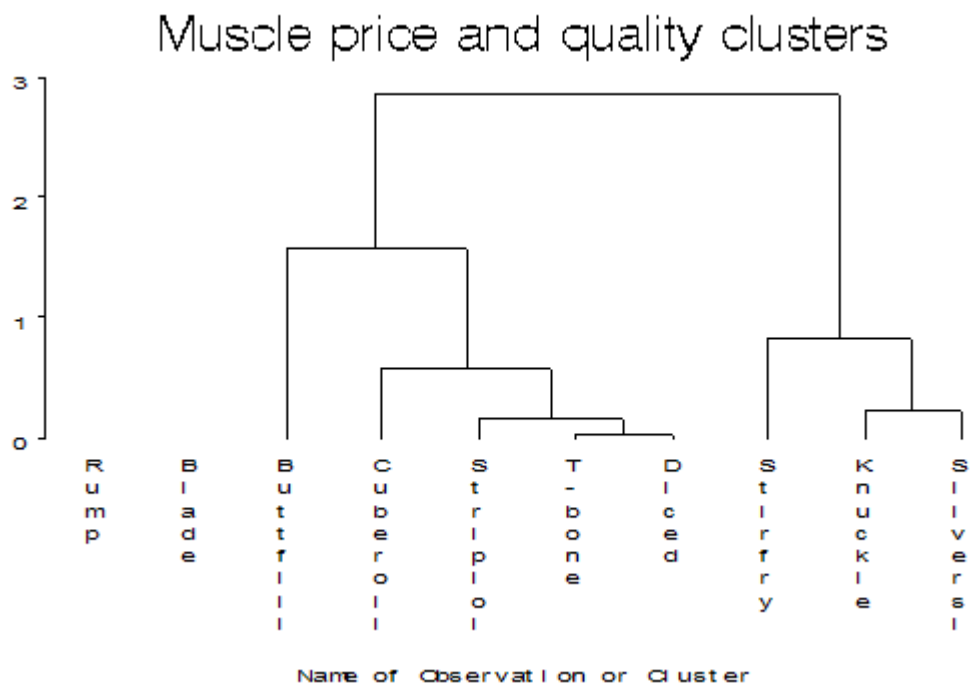 Muscle price and quality clusters
3
2
1
0
Rump
Blade
Buttfill
Cuberoll
Striplol
T-bone
Diced
Stirfry
Knuckle
Silversi
Name of Observation or Cluster